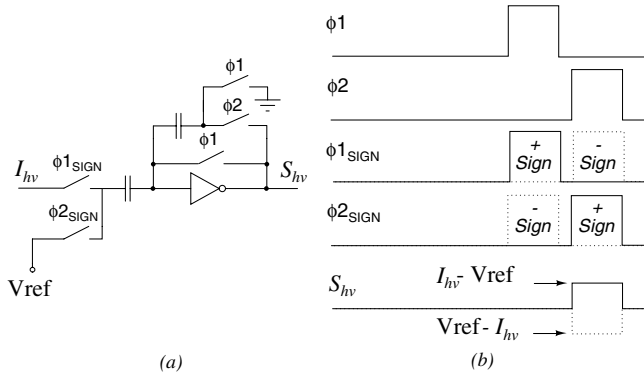 ϕ1
ϕ2
ϕ1
I_hv
ϕ1_SIGN
S_hv
ϕ2_SIGN
Vref
(a)
ϕ1
ϕ2
ϕ1_SIGN
+ Sign
- Sign
ϕ2_SIGN
- Sign
+ Sign
S_hv
I_hv - Vref
Vref - I_hv
(b)